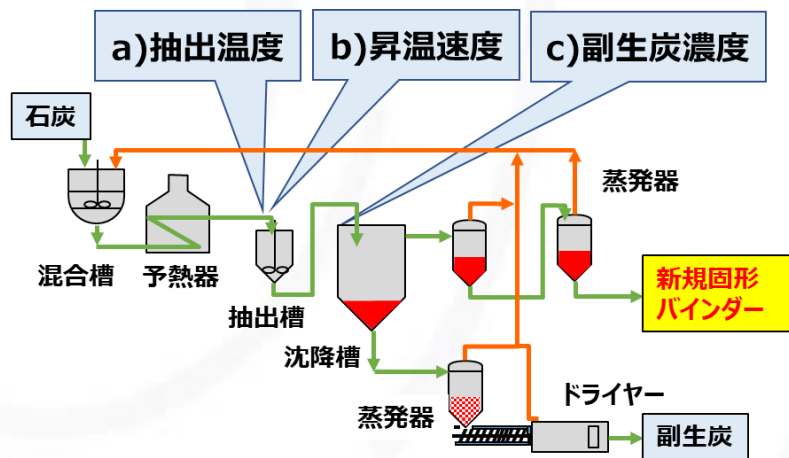 a)抽出温度
b)昇温速度
c)副生炭濃度
石炭
蒸発器
混合槽
予熱器
抽出槽
新規固形
バインダー
沈降槽
蒸発器
ドライヤー
副生炭